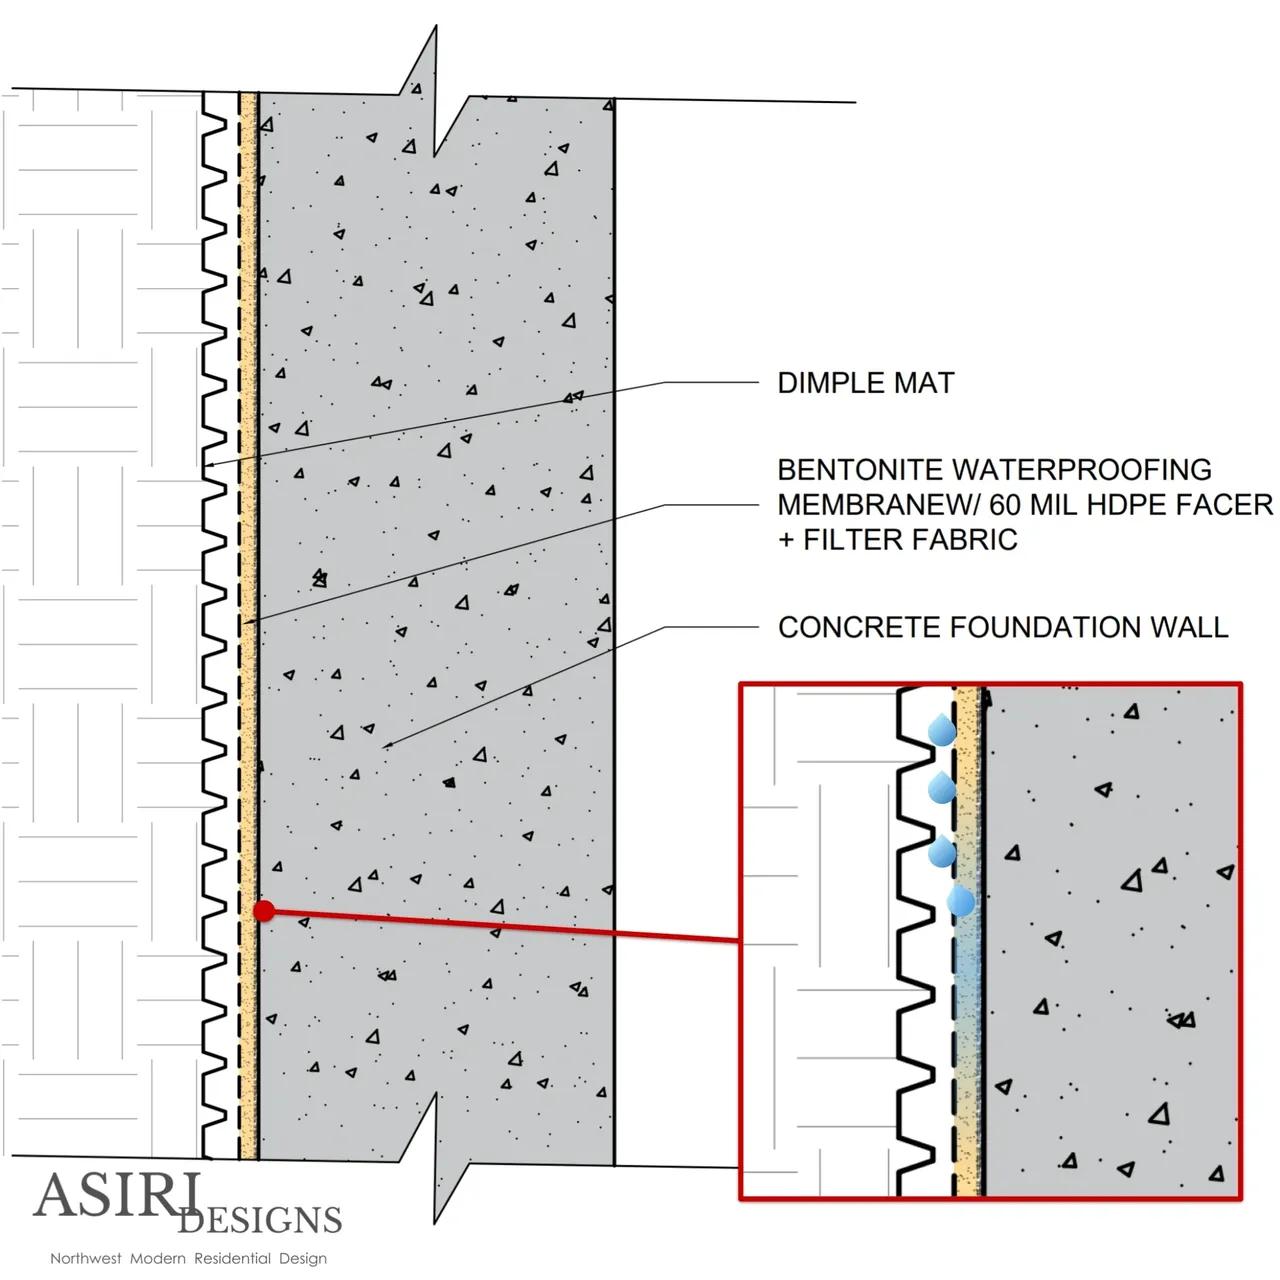 DIMPLE MAT
BENTONITE WATERPROOFING
MEMBRANEW/ 60 MIL HDPE FACER
+ FILTER FABRIC
CONCRETE FOUNDATION WALL
ASIRI
DESIGNS
Northwest Modern Residential Design